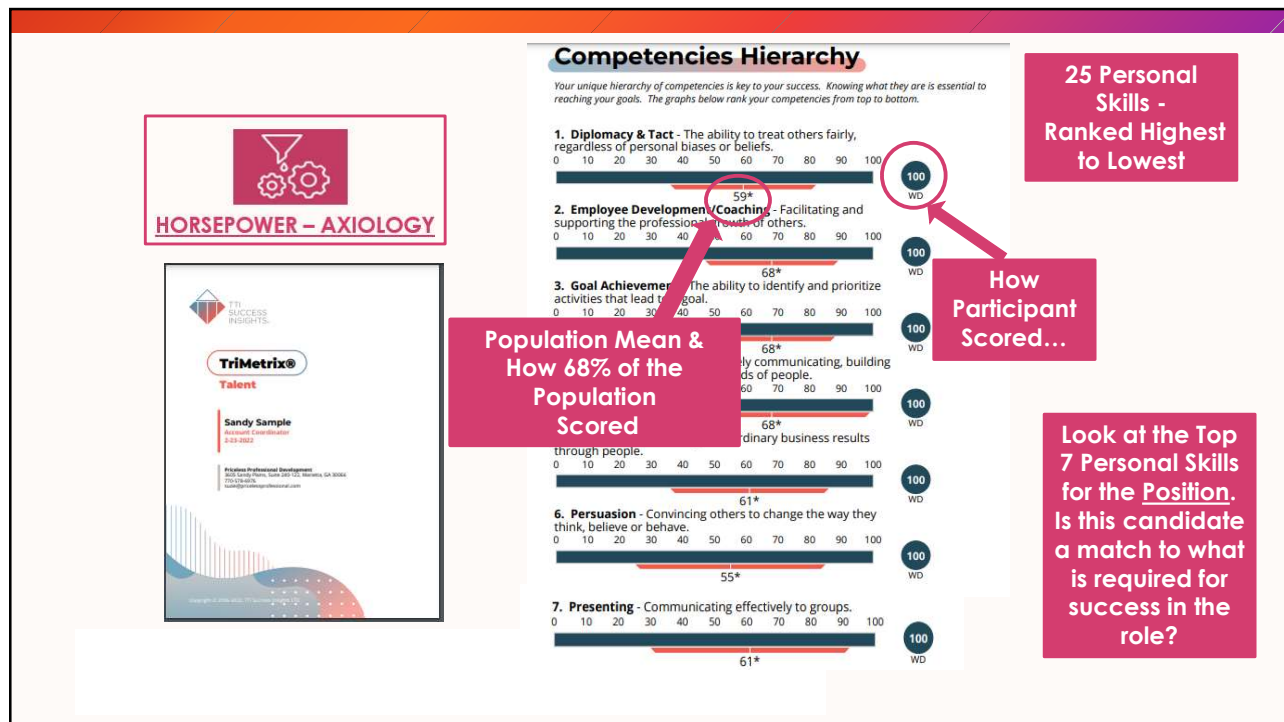 HORSEPOWER – AXIOLOGY
TTI
SUCCESS
INSIGHTS®
TriMetrix®
Talent
Sandy Sample
Account Coordinator
2-23-2022
Priceless Professional Development
770-578-6976
Competencies Hierarchy
Your unique hierarchy of competencies is key to your success. Knowing what they are is essential to
reaching your goals. The graphs below rank your competencies from top to bottom.
1. Diplomacy & Tact - The ability to treat others fairly,
regardless of personal biases or beliefs.
0 10 20 30 40 50 60 70 80 90 100
100
59*
WD
2. Employee Development/Coaching - Facilitating and
supporting the professional growth of others.
0 10 20 30 40 50 60 70 80 90 100
100
68*
WD
3. Goal Achievement The ability to identify and prioritize
activities that lead to goal.
0 10 20 30 40 50 60 70 80 90 100
100
68*
WD
ely communicating, building
ds of people.
60 70 80 90 100
100
68*
WD
rdinary business results
through people.
0 10 20 30 40 50 60 70 80 90 100
100
61*
WD
6. Persuasion - Convincing others to change the way they
think, believe or behave.
0 10 20 30 40 50 60 70 80 90 100
100
55*
WD
7. Presenting - Communicating effectively to groups.
0 10 20 30 40 50 60 70 80 90 100
100
61*
WD
Population Mean &
How 68% of the
Population
Scored
25 Personal
Skills -
Ranked Highest
to Lowest
How
Participant
Scored…
Look at the Top
7 Personal Skills
for the Position.
Is this candidate
a match to what
is required for
success in the
role?